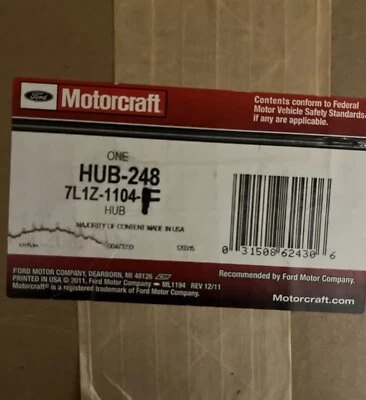 Ford Motorcraft
Contents conform to Federal
Motor Vehicle Safety Standards
if any are applicable.
ONE
HUB-248
7L1Z-1104-F
HUB
MAJORITY OF CONTENT MADE IN USA
0 31508 62430 6
FORD MOTOR COMPANY, DEARBORN, MI 48126
PRINTED IN USA © 2011, Ford Motor Company - ML1194 REV 12/11
Motorcraft® is a registered trademark of Ford Motor Company.
Recommended by Ford Motor Company.
Motorcraft.com